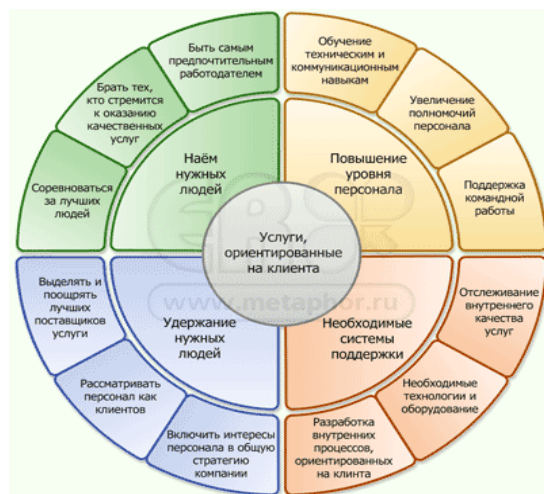 Быть самым
предпочтительным
работодателем
Брать тех,
кто стремится
к оказанию
качественных
услуг
Соревноваться
за лучших
людей
Наём
нужных
людей
Обучение
техническим и
коммуникационным
навыкам
Увеличение
полномочий
персонала
Поддержка
командной
работы
Повышение
уровня
персонала
Услуги,
ориентированные
на клиента
www.metaphor.ru
Выделять и
поощрять
лучших
поставщиков
услуги
Рассматривать
персонал как
клиентов
Включить интересы
персонала в общую
стратегию
компании
Удержание
нужных
людей
Необходимые
системы
поддержки
Отслеживание
внутреннего
качества
услуг
Необходимые
технологии и
оборудование
Разработка
внутренних
процессов,
ориентированных
на клинта